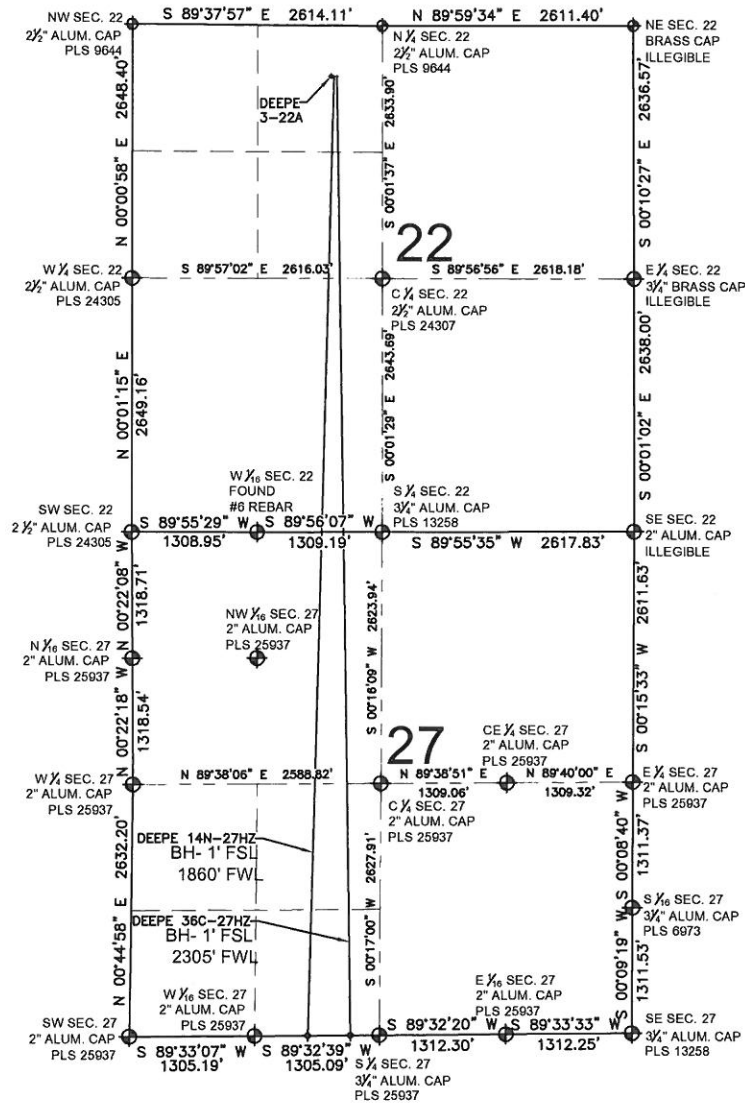 S 89°37'57" E 2614.11'
N 89°59'34" E 2611.40'
NW SEC. 22
2½" ALUM. CAP
PLS 9644
N ¼ SEC. 22
2½" ALUM. CAP
PLS 9644
NE SEC. 22
BRASS CAP
ILLEGIBLE
DEEPE
3-22A
N 00°00'58" E 2648.40'
S 00°01'37" E 2633.90'
S 00°10'27" E 2636.57'
22
W ¼ SEC. 22
2½" ALUM. CAP
PLS 24305
S 89°57'02" E 2616.03'
S 89°56'56" E 2618.18'
C ¼ SEC. 22
2½" ALUM. CAP
PLS 24307
E ¼ SEC. 22
3¼" BRASS CAP
ILLEGIBLE
N 00°01'15" E
2649.16'
S 00°01'29" E 2643.69'
S 00°01'02" E 2638.00'
W 1⁄16 SEC. 22
FOUND
#6 REBAR
S ¼ SEC. 22
3¼" ALUM. CAP
PLS 13258
SW SEC. 22
2 ½" ALUM. CAP
PLS 24305
S 89°55'29" W
1308.95'
S 89°56'07" W
1309.19'
S 89°55'35" W 2617.83'
SE SEC. 22
2" ALUM. CAP
ILLEGIBLE
N 00°22'08" W
1318.71'
S 00°16'09" W 2623.94'
S 00°15'33" W 2611.63'
NW 1⁄16 SEC. 27
2" ALUM. CAP
PLS 25937
N 1⁄16 SEC. 27
2" ALUM. CAP
PLS 25937
N 00°22'18" W
1318.54'
27
CE ¼ SEC. 27
2" ALUM. CAP
PLS 25937
W ¼ SEC. 27
2" ALUM. CAP
PLS 25937
N 89°38'06" E 2588.82'
N 89°38'51" E
1309.06'
N 89°40'00" E
1309.32'
E ¼ SEC. 27
2" ALUM. CAP
PLS 25937
C ¼ SEC. 27
2" ALUM. CAP
PLS 25937
DEEPE 14N-27HZ
BH- 1' FSL
1860' FWL
DEEPE 36C-27HZ
BH- 1' FSL
2305' FWL
N 00°44'58" E 2632.20'
S 00°17'00" W 2627.91'
S 00°08'40" W
1311.37'
S 1⁄16 SEC. 27
3¼" ALUM. CAP
PLS 6973
S 00°09'19" W
1311.53'
W 1⁄16 SEC. 27
2" ALUM. CAP
PLS 25937
E 1⁄16 SEC. 27
2" ALUM. CAP
PLS 25937
SW SEC. 27
2" ALUM. CAP
PLS 25937
S 89°33'07" W
1305.19'
S 89°32'39" W
1305.09'
S ¼ SEC. 27
3¼" ALUM. CAP
PLS 25937
S 89°32'20" W
1312.30'
S 89°33'33" W
1312.25'
SE SEC. 27
3¼" ALUM. CAP
PLS 13258